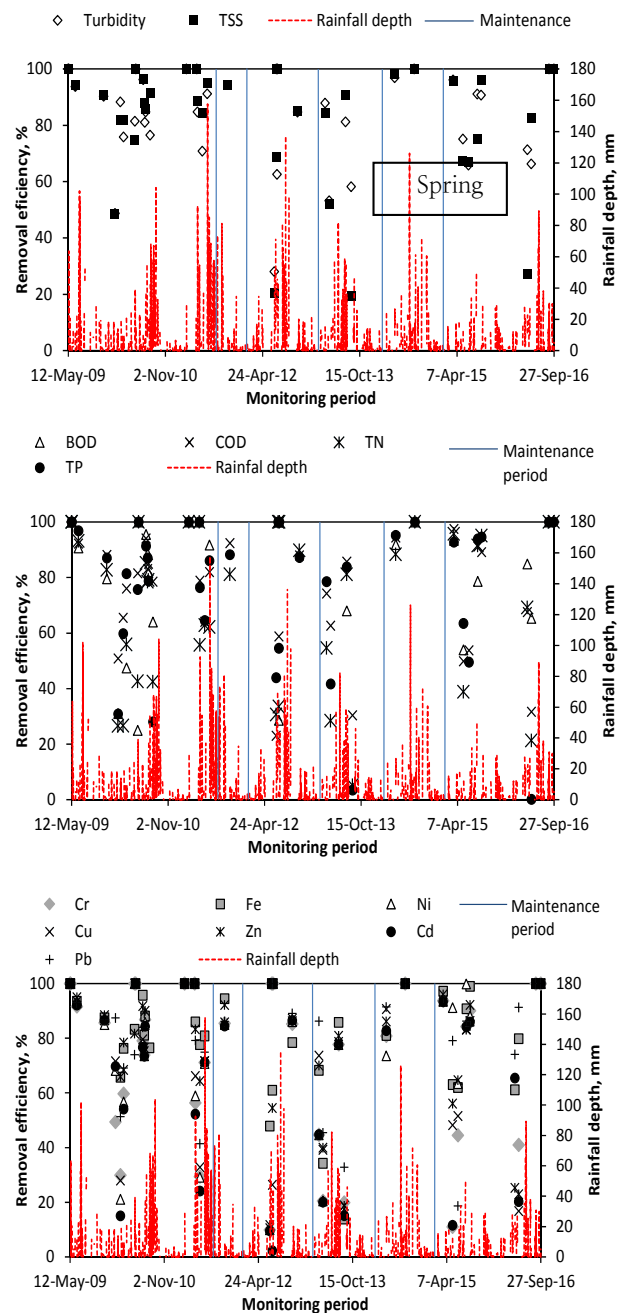 Turbidity TSS Rainfall depth Maintenance
100 180
160
80 140
120
60 100
Spring
40 80
60
20 40
20
0 0
12-May-09 2-Nov-10 24-Apr-12 15-Oct-13 7-Apr-15 27-Sep-16
Monitoring period
Removal eficiency, %
Rainfall depth, mm
BOD COD TN Maintenance period
TP Rainfal depth
100 180
160
80 140
120
60 100
40 80
60
20 40
20
0 0
12-May-09 2-Nov-10 24-Apr-12 15-Oct-13 7-Apr-15 27-Sep-16
Monitoring period
Removal efficiency, %
Rainfall depth, mm
Cr Fe Ni Maintenance period
Cu Zn Cd
Pb Rainfall depth
100 180
160
80 140
120
60 100
40 80
60
20 40
20
0 0
12-May-09 2-Nov-10 24-Apr-12 15-Oct-13 7-Apr-15 27-Sep-16
Monitoring period
Removal efficiency, %
Rainfall depth, mm